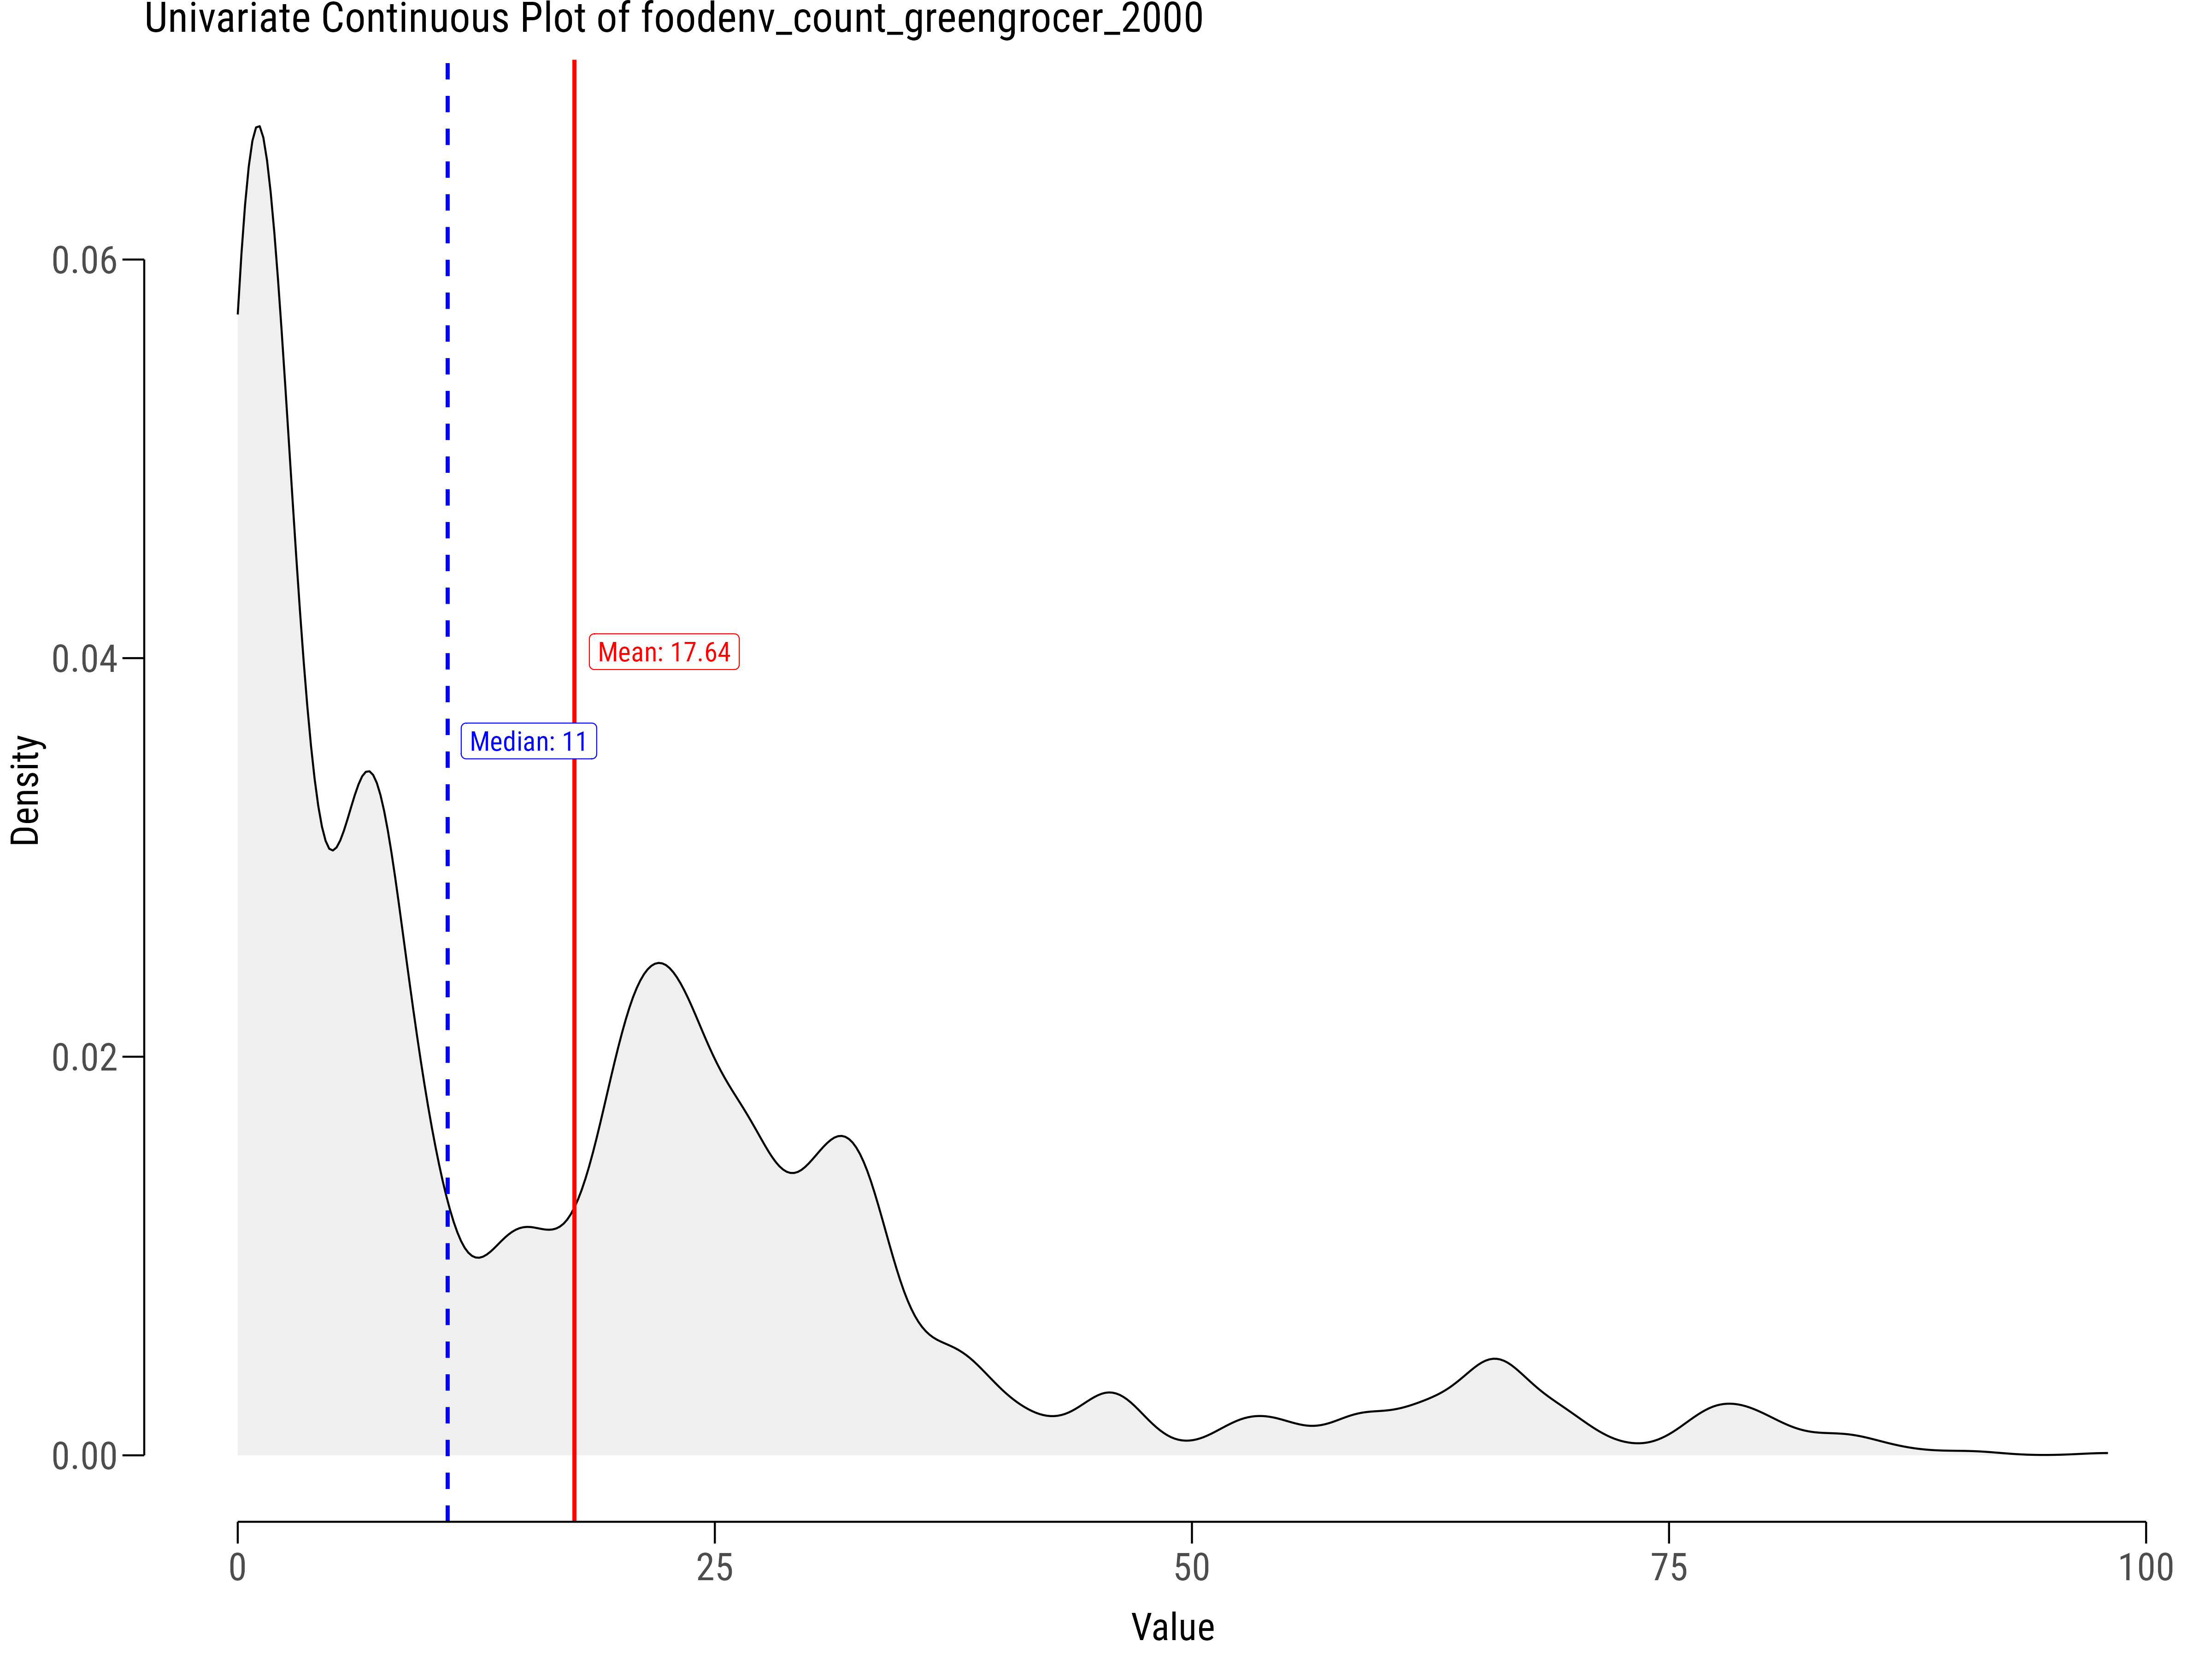 Univariate Continuous Plot of foodenv_count_greengrocer_2000
0.06
0.04
0.02
0.00
Density
Mean: 17.64
Median: 11
0
25
50
75
100
Value